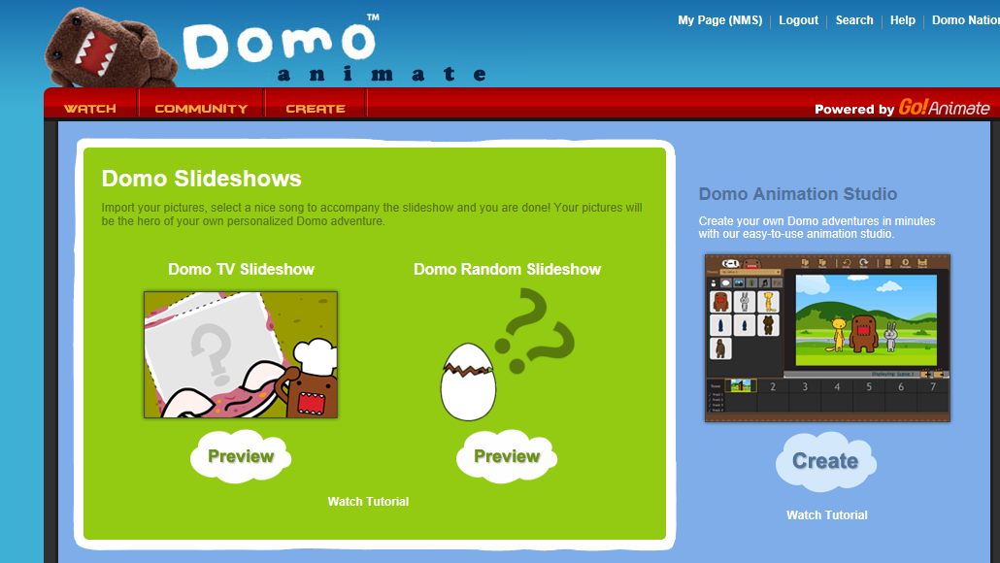 Domo™
animate
My Page (NMS) | Logout | Search | Help | Domo Nation
WATCH
COMMUNITY
CREATE
Powered by Go!Animate
Domo Slideshows
Import your pictures, select a nice song to accompany the slideshow and you are done! Your pictures will
be the hero of your own personalized Domo adventure.
Domo TV Slideshow
Domo Random Slideshow
?
??
Preview
Preview
Watch Tutorial
Domo Animation Studio
Create your own Domo adventures in minutes
with our easy-to-use animation studio.
2 3 4 5 6 7
Create
Watch Tutorial